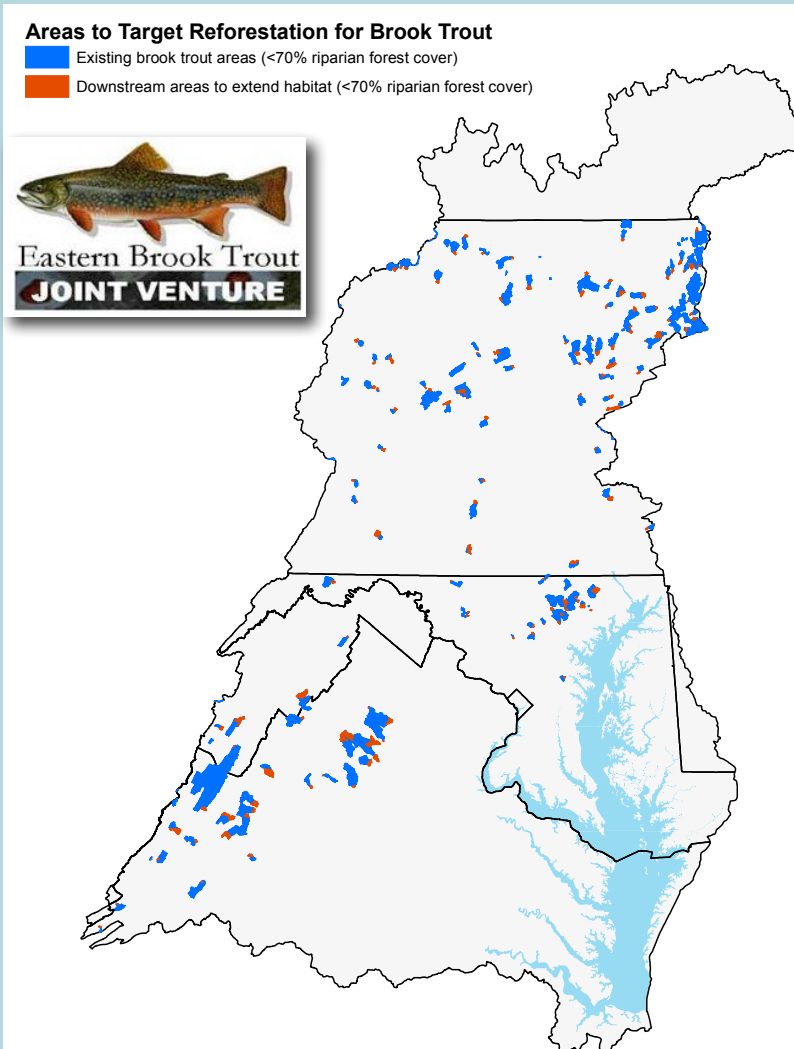 Areas to Target Reforestation for Brook Trout
Existing brook trout areas (<70% riparian forest cover)
Downstream areas to extend habitat (<70% riparian forest cover)
Eastern Brook Trout
JOINT VENTURE